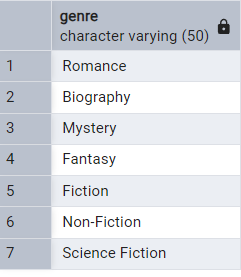 genre
character varying (50)
1 Romance
2 Biography
3 Mystery
4 Fantasy
5 Fiction
6 Non-Fiction
7 Science Fiction